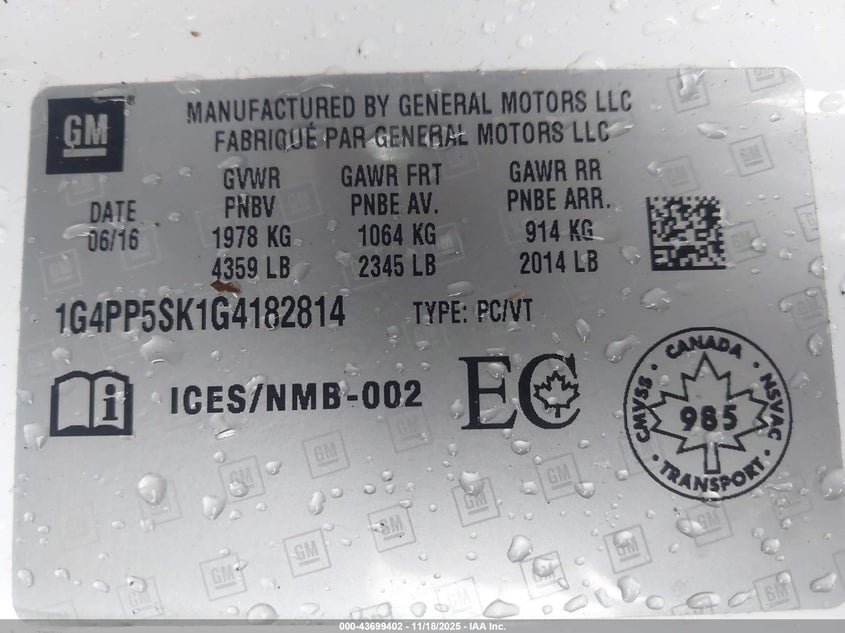 GM
MANUFACTURED BY GENERAL MOTORS LLC
FABRIQUÉ PAR GENERAL MOTORS LLC
DATE
06/16
GVWR
PNBV
1978 KG
4359 LB
GAWR FRT
PNBE AV.
1064 KG
2345 LB
GAWR RR
PNBE ARR.
914 KG
2014 LB
1G4PP5SK1G4182814
TYPE: PC/VT
i
ICES/NMB-002
EC
CANADA
CMVSS
985
NSVAC
TRANSPORT
000-43699402 - 11/18/2025 - IAA Inc.